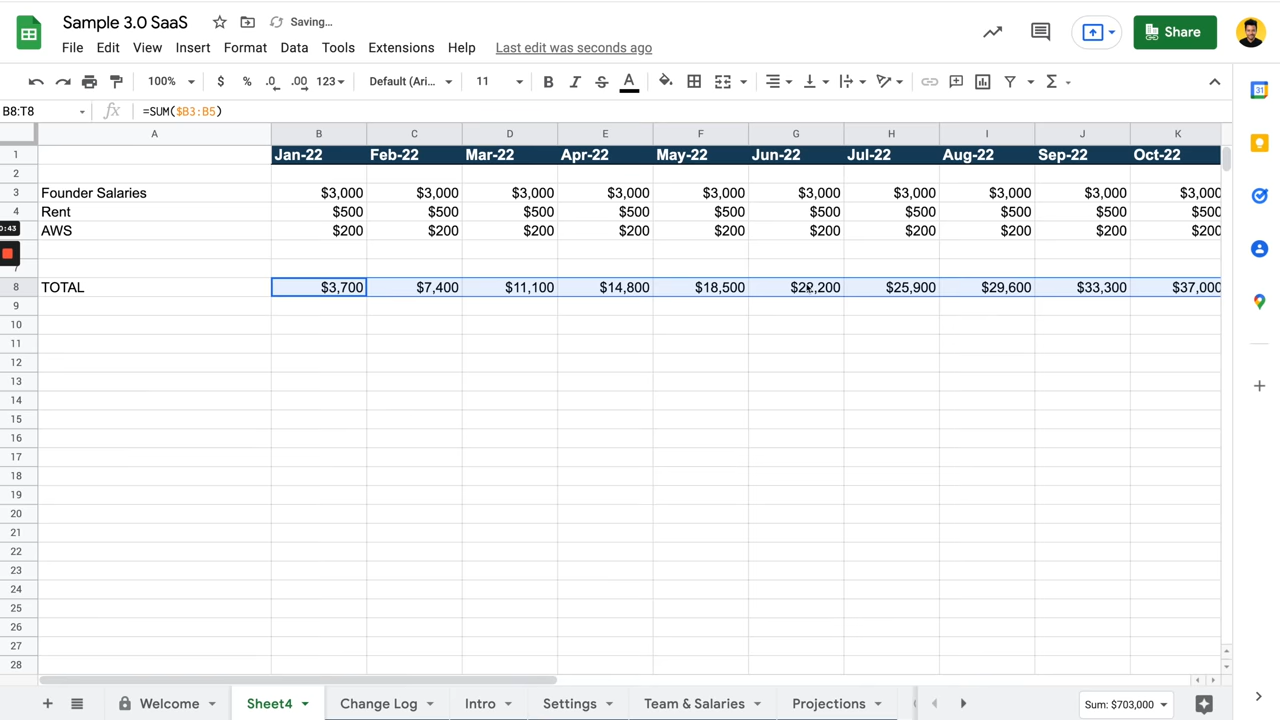 Sample 3.0 SaaS Saving…
File Edit View Insert Format Data Tools Extensions Help Last edit was seconds ago
Share
100% $ % .0 .00 123 Default (Ari... 11 B I S A
B8:T8 fx =SUM($B3:B5)
A B C D E F G H I J K
1 Jan-22 Feb-22 Mar-22 Apr-22 May-22 Jun-22 Jul-22 Aug-22 Sep-22 Oct-22
2
3 Founder Salaries $3,000 $3,000 $3,000 $3,000 $3,000 $3,000 $3,000 $3,000 $3,000 $3,000
4 Rent $500 $500 $500 $500 $500 $500 $500 $500 $500 $500
0:43 AWS $200 $200 $200 $200 $200 $200 $200 $200 $200 $200
7
8 TOTAL $3,700 $7,400 $11,100 $14,800 $18,500 $22,200 $25,900 $29,600 $33,300 $37,000
9
10
11
12
13
14
15
16
17
18
19
20
21
22
23
24
25
26
27
28
Welcome Sheet4 Change Log Intro Settings Team & Salaries Projections Sum: $703,000
31